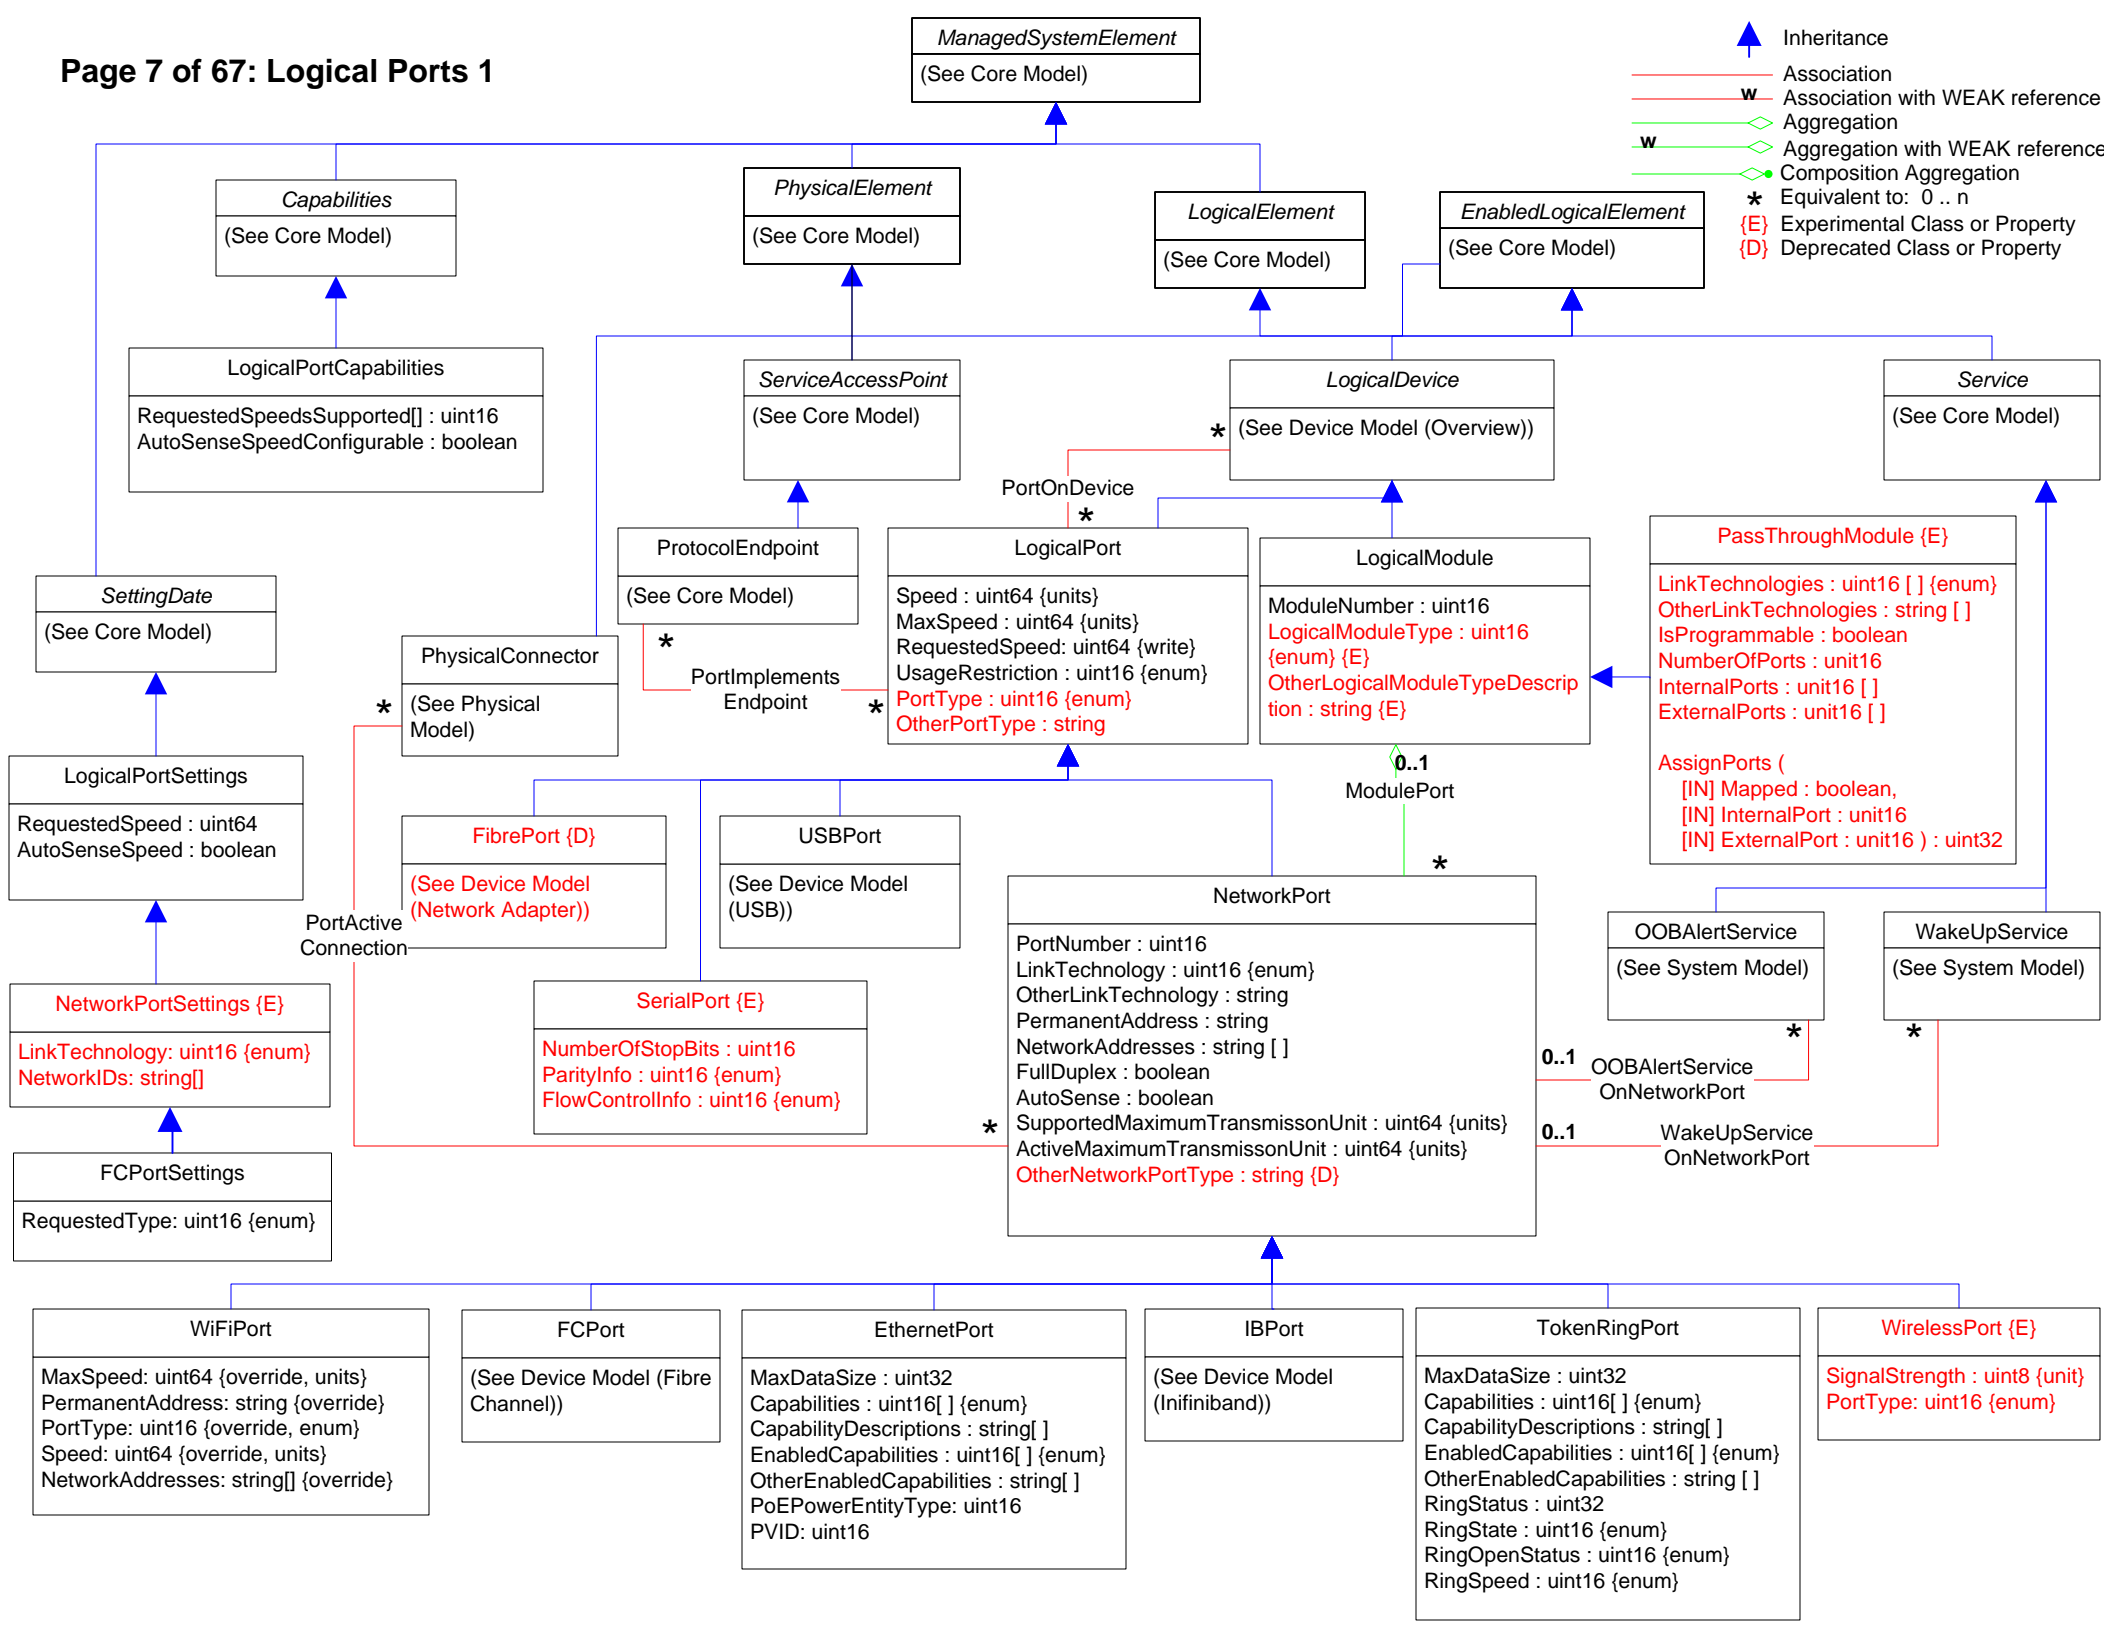 Page 7 of 67: Logical Ports 1
ManagedSystemElement
(See Core Model)
Inheritance
Association
w
Association with WEAK reference
Aggregation
w
Aggregation with WEAK reference
Composition Aggregation
* Equivalent to: 0 .. n
{E} Experimental Class or Property
{D} Deprecated Class or Property
Capabilities
(See Core Model)
PhysicalElement
(See Core Model)
LogicalElement
(See Core Model)
EnabledLogicalElement
(See Core Model)
LogicalPortCapabilities
RequestedSpeedsSupported[] : uint16
AutoSenseSpeedConfigurable : boolean
ServiceAccessPoint
(See Core Model)
LogicalDevice
(See Device Model (Overview))
*
Service
(See Core Model)
PortOnDevice
*
SettingDate
(See Core Model)
ProtocolEndpoint
(See Core Model)
*
PortImplements
Endpoint
*
LogicalPort
Speed : uint64 {units}
MaxSpeed : uint64 {units}
RequestedSpeed: uint64 {write}
UsageRestriction : uint16 {enum}
PortType : uint16 {enum}
OtherPortType : string
LogicalModule
ModuleNumber : uint16
LogicalModuleType : uint16
{enum} {E}
OtherLogicalModuleTypeDescrip
tion : string {E}
PassThroughModule {E}
LinkTechnologies : uint16 [ ] {enum}
OtherLinkTechnologies : string [ ]
IsProgrammable : boolean
NumberOfPorts : unit16
InternalPorts : unit16 [ ]
ExternalPorts : unit16 [ ]
AssignPorts (
[IN] Mapped : boolean,
[IN] InternalPort : unit16
[IN] ExternalPort : unit16 ) : uint32
PhysicalConnector
(See Physical
Model)
*
LogicalPortSettings
RequestedSpeed : uint64
AutoSenseSpeed : boolean
0..1
ModulePort
*
FibrePort {D}
(See Device Model
(Network Adapter))
USBPort
(See Device Model
(USB))
PortActive
Connection
*
NetworkPort
PortNumber : uint16
LinkTechnology : uint16 {enum}
OtherLinkTechnology : string
PermanentAddress : string
NetworkAddresses : string [ ]
FullDuplex : boolean
AutoSense : boolean
SupportedMaximumTransmissonUnit : uint64 {units}
ActiveMaximumTransmissonUnit : uint64 {units}
OtherNetworkPortType : string {D}
OOBAlertService
(See System Model)
*
WakeUpService
(See System Model)
*
0..1
OOBAlertService
OnNetworkPort
0..1
WakeUpService
OnNetworkPort
NetworkPortSettings {E}
LinkTechnology: uint16 {enum}
NetworkIDs: string[]
SerialPort {E}
NumberOfStopBits : uint16
ParityInfo : uint16 {enum}
FlowControlInfo : uint16 {enum}
FCPortSettings
RequestedType: uint16 {enum}
WiFiPort
MaxSpeed: uint64 {override, units}
PermanentAddress: string {override}
PortType: uint16 {override, enum}
Speed: uint64 {override, units}
NetworkAddresses: string[] {override}
FCPort
(See Device Model (Fibre
Channel))
EthernetPort
MaxDataSize : uint32
Capabilities : uint16[ ] {enum}
CapabilityDescriptions : string[ ]
EnabledCapabilities : uint16[ ] {enum}
OtherEnabledCapabilities : string[ ]
PoEPowerEntityType: uint16
PVID: uint16
IBPort
(See Device Model
(Inifiniband))
TokenRingPort
MaxDataSize : uint32
Capabilities : uint16[ ] {enum}
CapabilityDescriptions : string[ ]
EnabledCapabilities : uint16[ ] {enum}
OtherEnabledCapabilities : string [ ]
RingStatus : uint32
RingState : uint16 {enum}
RingOpenStatus : uint16 {enum}
RingSpeed : uint16 {enum}
WirelessPort {E}
SignalStrength : uint8 {unit}
PortType: uint16 {enum}